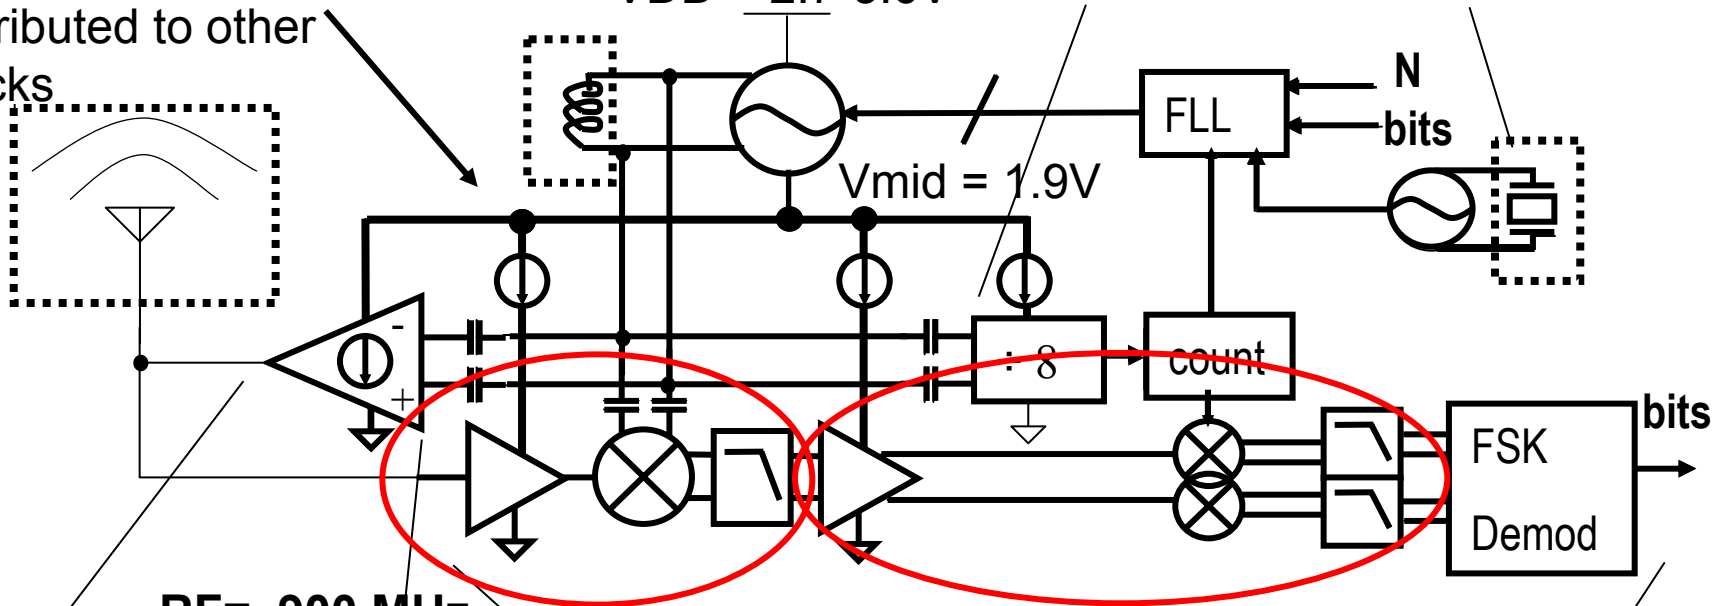 ributed to other
cks
N
bits
FLL
Vmid = 1.9V
-
+
÷ 8
count
bits
FSK
Demod